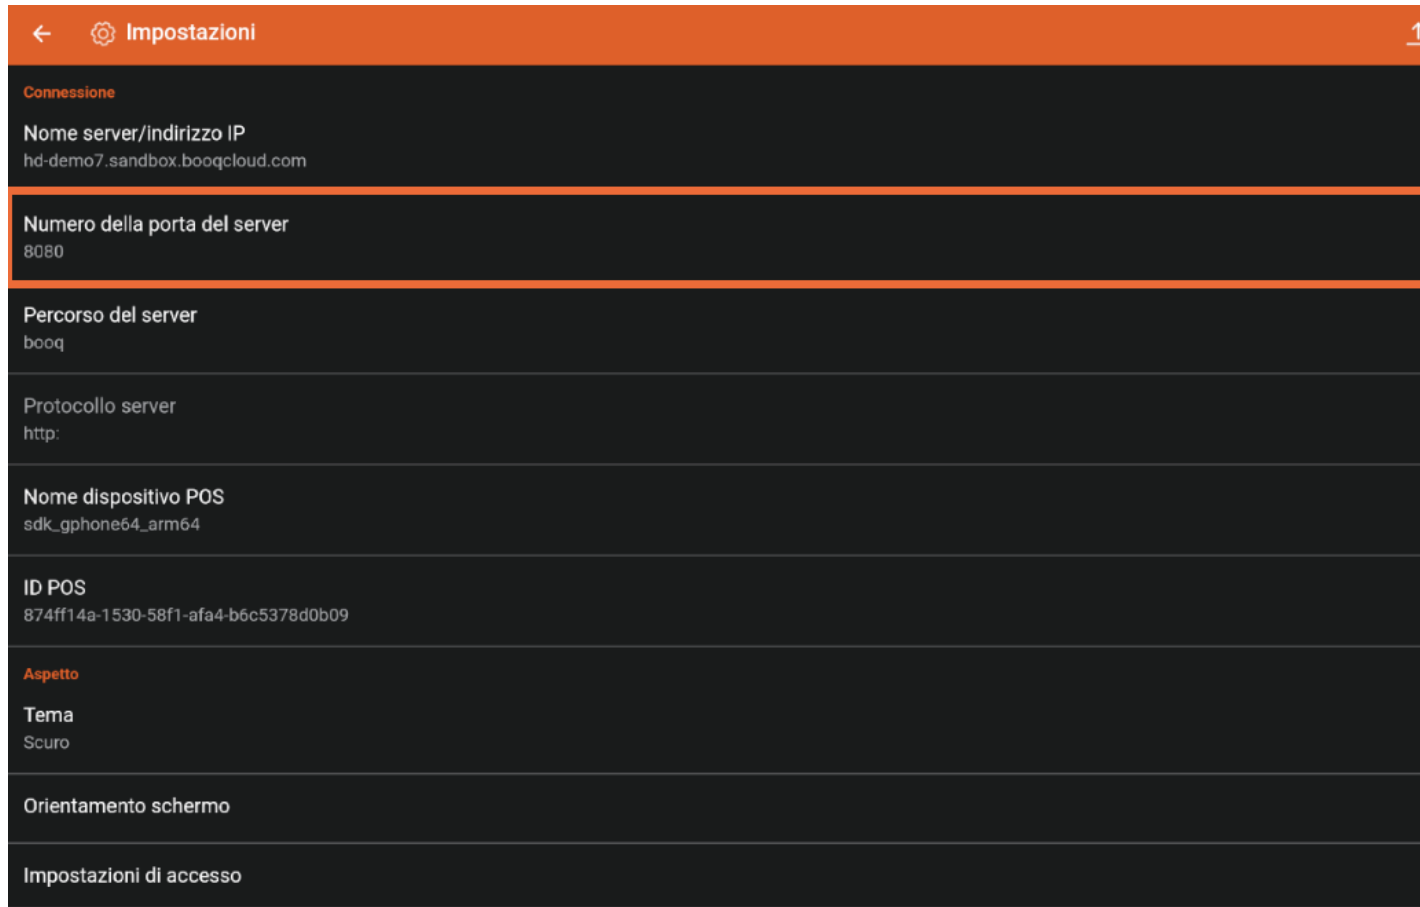 Impostazioni
Connessione
Nome server/indirizzo IP
hd-demo7.sandbox.booqcloud.com
Numero della porta del server
8080
Percorso del server
booq
Protocollo server
http:
Nome dispositivo POS
sdk_gphone64_arm64
ID POS
874ff14a-1530-58f1-afa4-b6c5378d0b09
Aspetto
Tema
Scuro
Orientamento schermo
Impostazioni di accesso